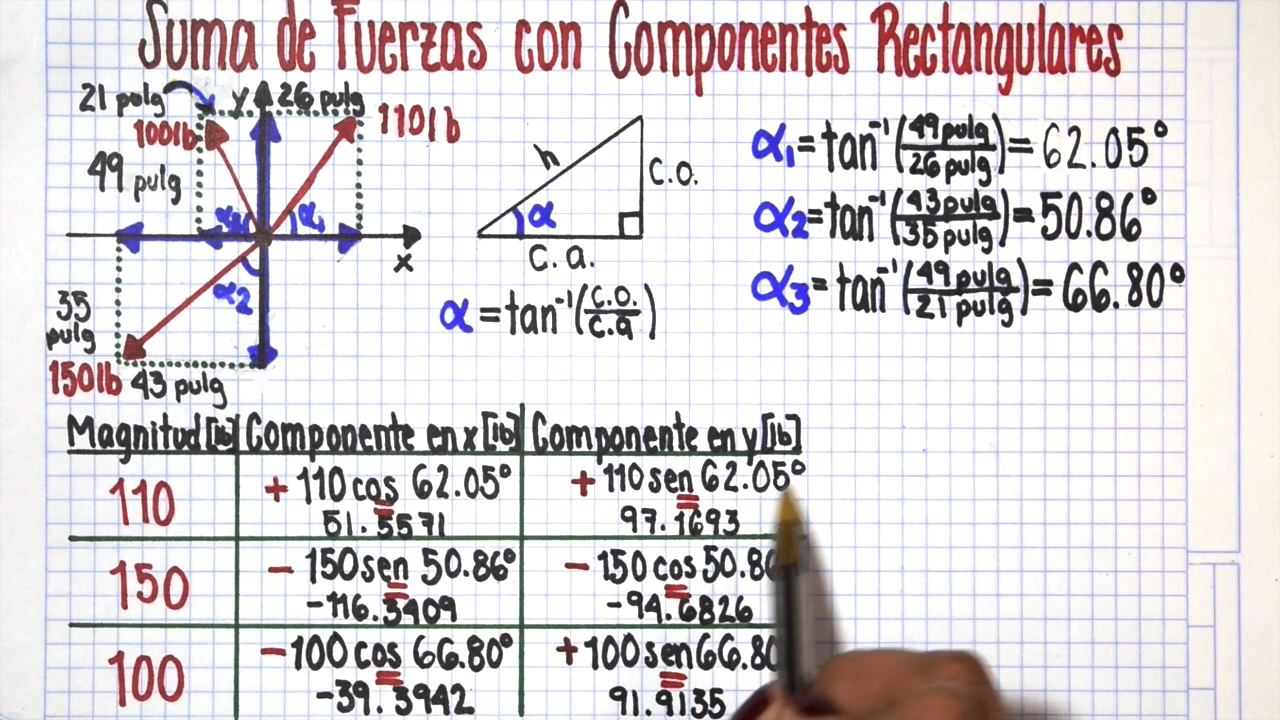 Suma de Fuerzas con Componentes Rectangulares
21 pulg
y
26 pulg
100lb
110lb
49 pulg
α₁
x
α2
35 pulg
150lb
43 pulg
h
c.o.
α
c.a.
α = tan⁻¹(c.o./c.a)
α₁ = tan⁻¹(49 pulg/26 pulg) = 62.05°
α2 = tan⁻¹(43 pulg/35 pulg) = 50.86°
α3 = tan⁻¹(49 pulg/21 pulg) = 66.80°
Magnitud[lb] Componente en x [lb] Componente en y [lb]
110 + 110 cos 62.05° + 110 sen 62.05°
51.5571 97.1693
150 - 150 sen 50.86° - 150 cos 50.8
-116.3409 -94.6826
100 - 100 cos 66.80° + 100 sen 66.80
-39.3942 91.9135